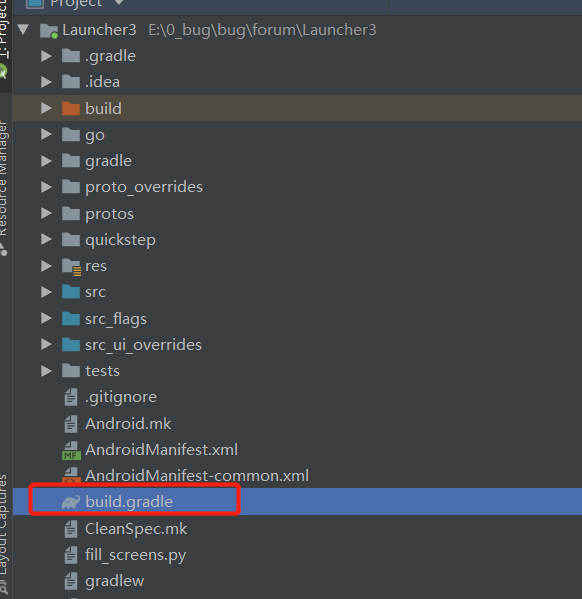 Project
Launcher3 E:\0_bug\bug\forum\Launcher3
.gradle
.idea
build
go
gradle
proto_overrides
protos
quickstep
res
src
src_flags
src_ui_overrides
tests
.gitignore
Android.mk
MF AndroidManifest.xml
AndroidManifest-common.xml
build.gradle
CleanSpec.mk
fill_screens.py
gradlew
1: Project
Resource Manager
Layout Captures